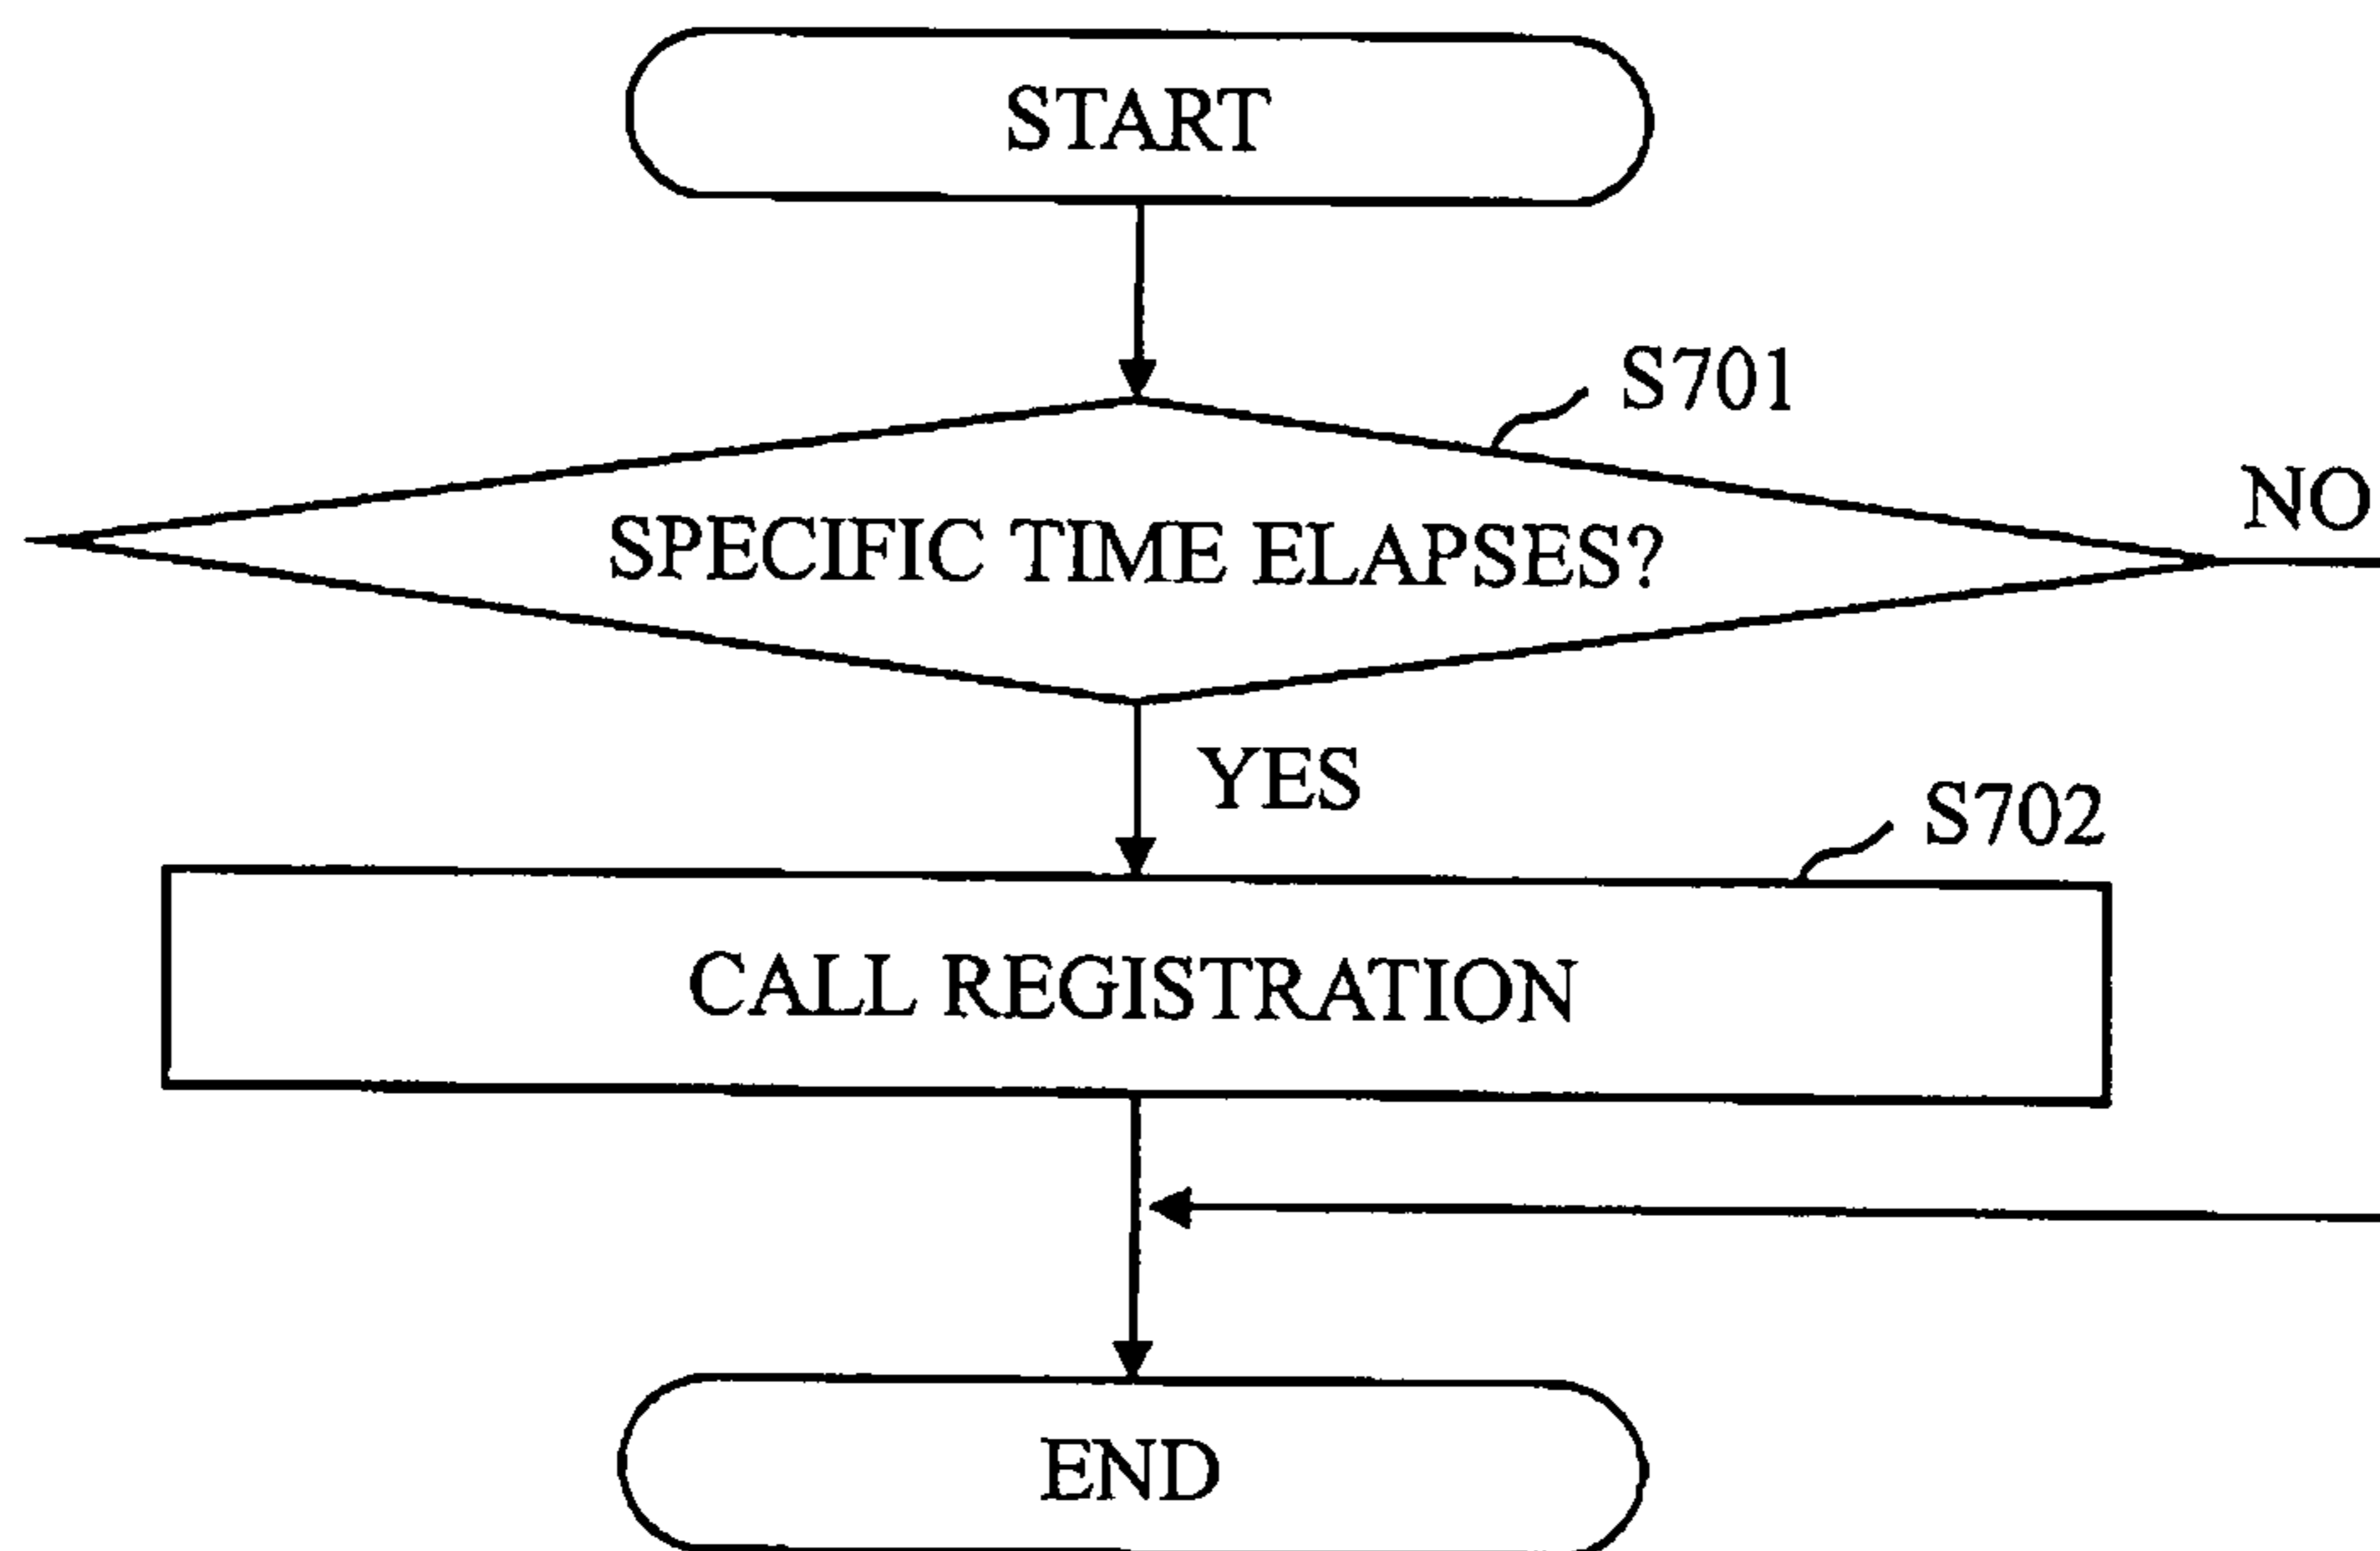 START
S701
NO
SPECIFIC TIME ELAPSES?
YES
S702
CALL REGISTRATION
END